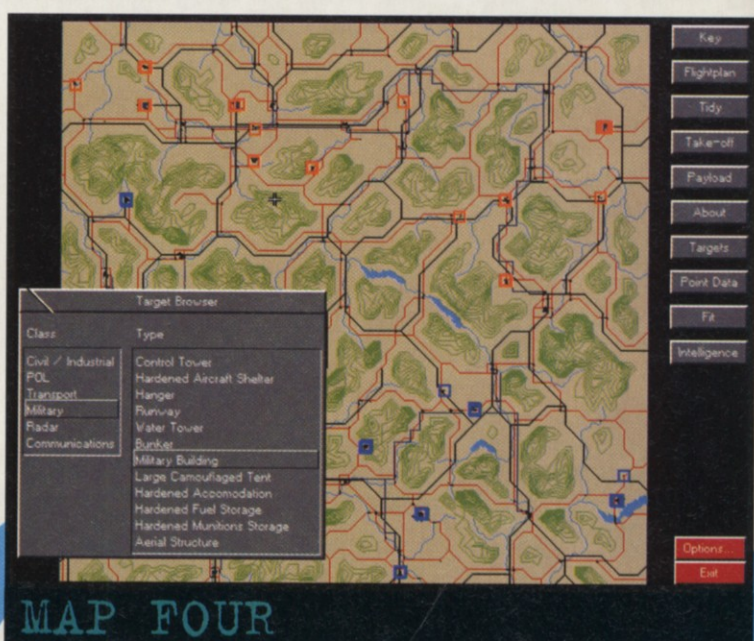 Key
Flightplan
Tidy
Take-off
Payload
About
Targets
Point Data
Fit
Intelligence
Target Browser
Class
Type
Civil / Industrial
POL
Transport
Military
Radar
Communications
Control Tower
Hardened Aircraft Shelter
Hanger
Runway
Water Tower
Bunker
Military Building
Large Camouflaged Tent
Hardened Accomodation
Hardened Fuel Storage
Hardened Munitions Storage
Aerial Structure
Options...
Exit
MAP FOUR